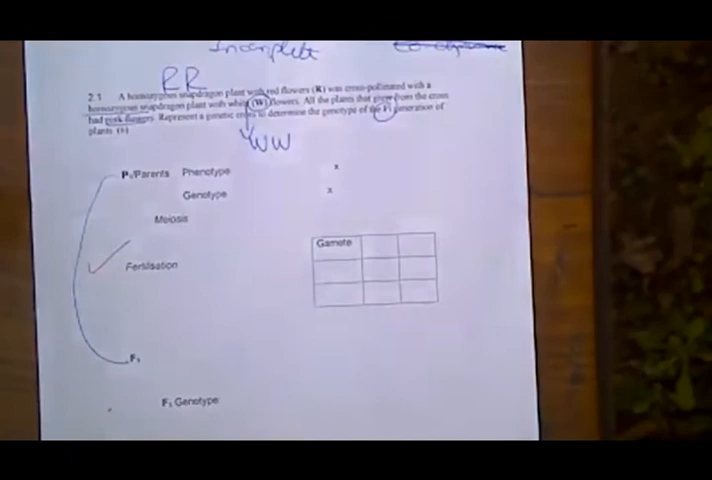 Incomplete
RR
2.1 A homozygous snapdragon plant with red flowers (R) was cross-pollinated with a
homozygous snapdragon plant with white (W) flowers. All the plants that grew from the cross
had pink flowers. Represent a genetic cross to determine the genotype of the F₁ generation of
plants. (6)
WW
P₁/Parents Phenotype x
Genotype x
Meiosis
Gamete
Fertilisation
F₁
F₁ Genotype